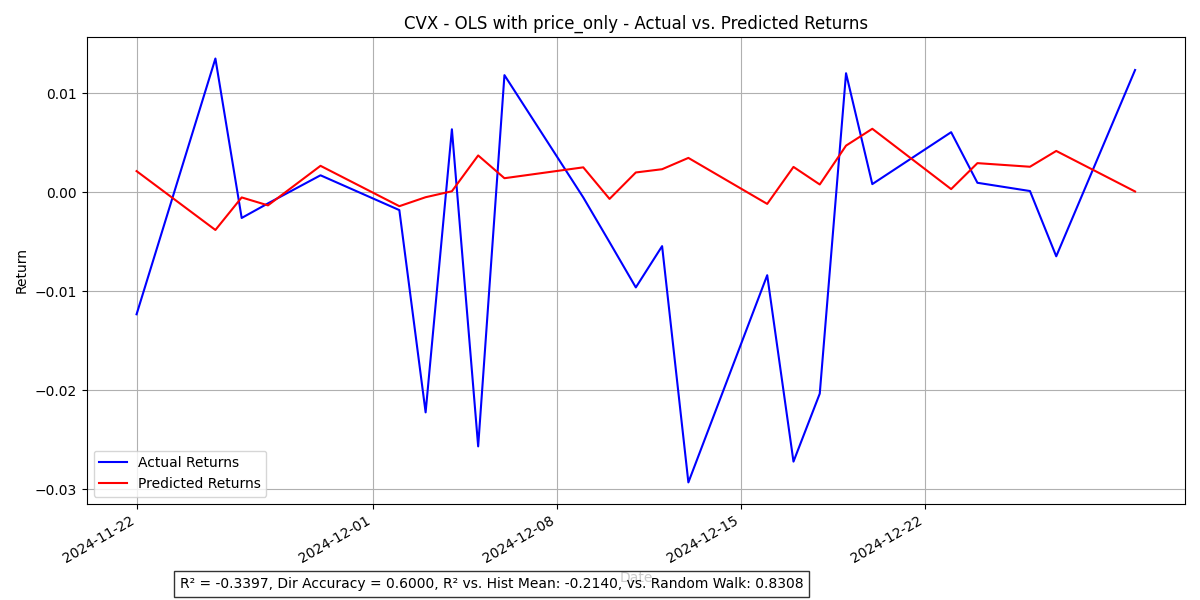 CVX - OLS with price_only - Actual vs. Predicted Returns
Return
0.01
0.00
−0.01
−0.02
−0.03
Actual Returns
Predicted Returns
2024-11-22
2024-12-01
2024-12-08
2024-12-15
2024-12-22
Date
R² = -0.3397, Dir Accuracy = 0.6000, R² vs. Hist Mean: -0.2140, vs. Random Walk: 0.8308